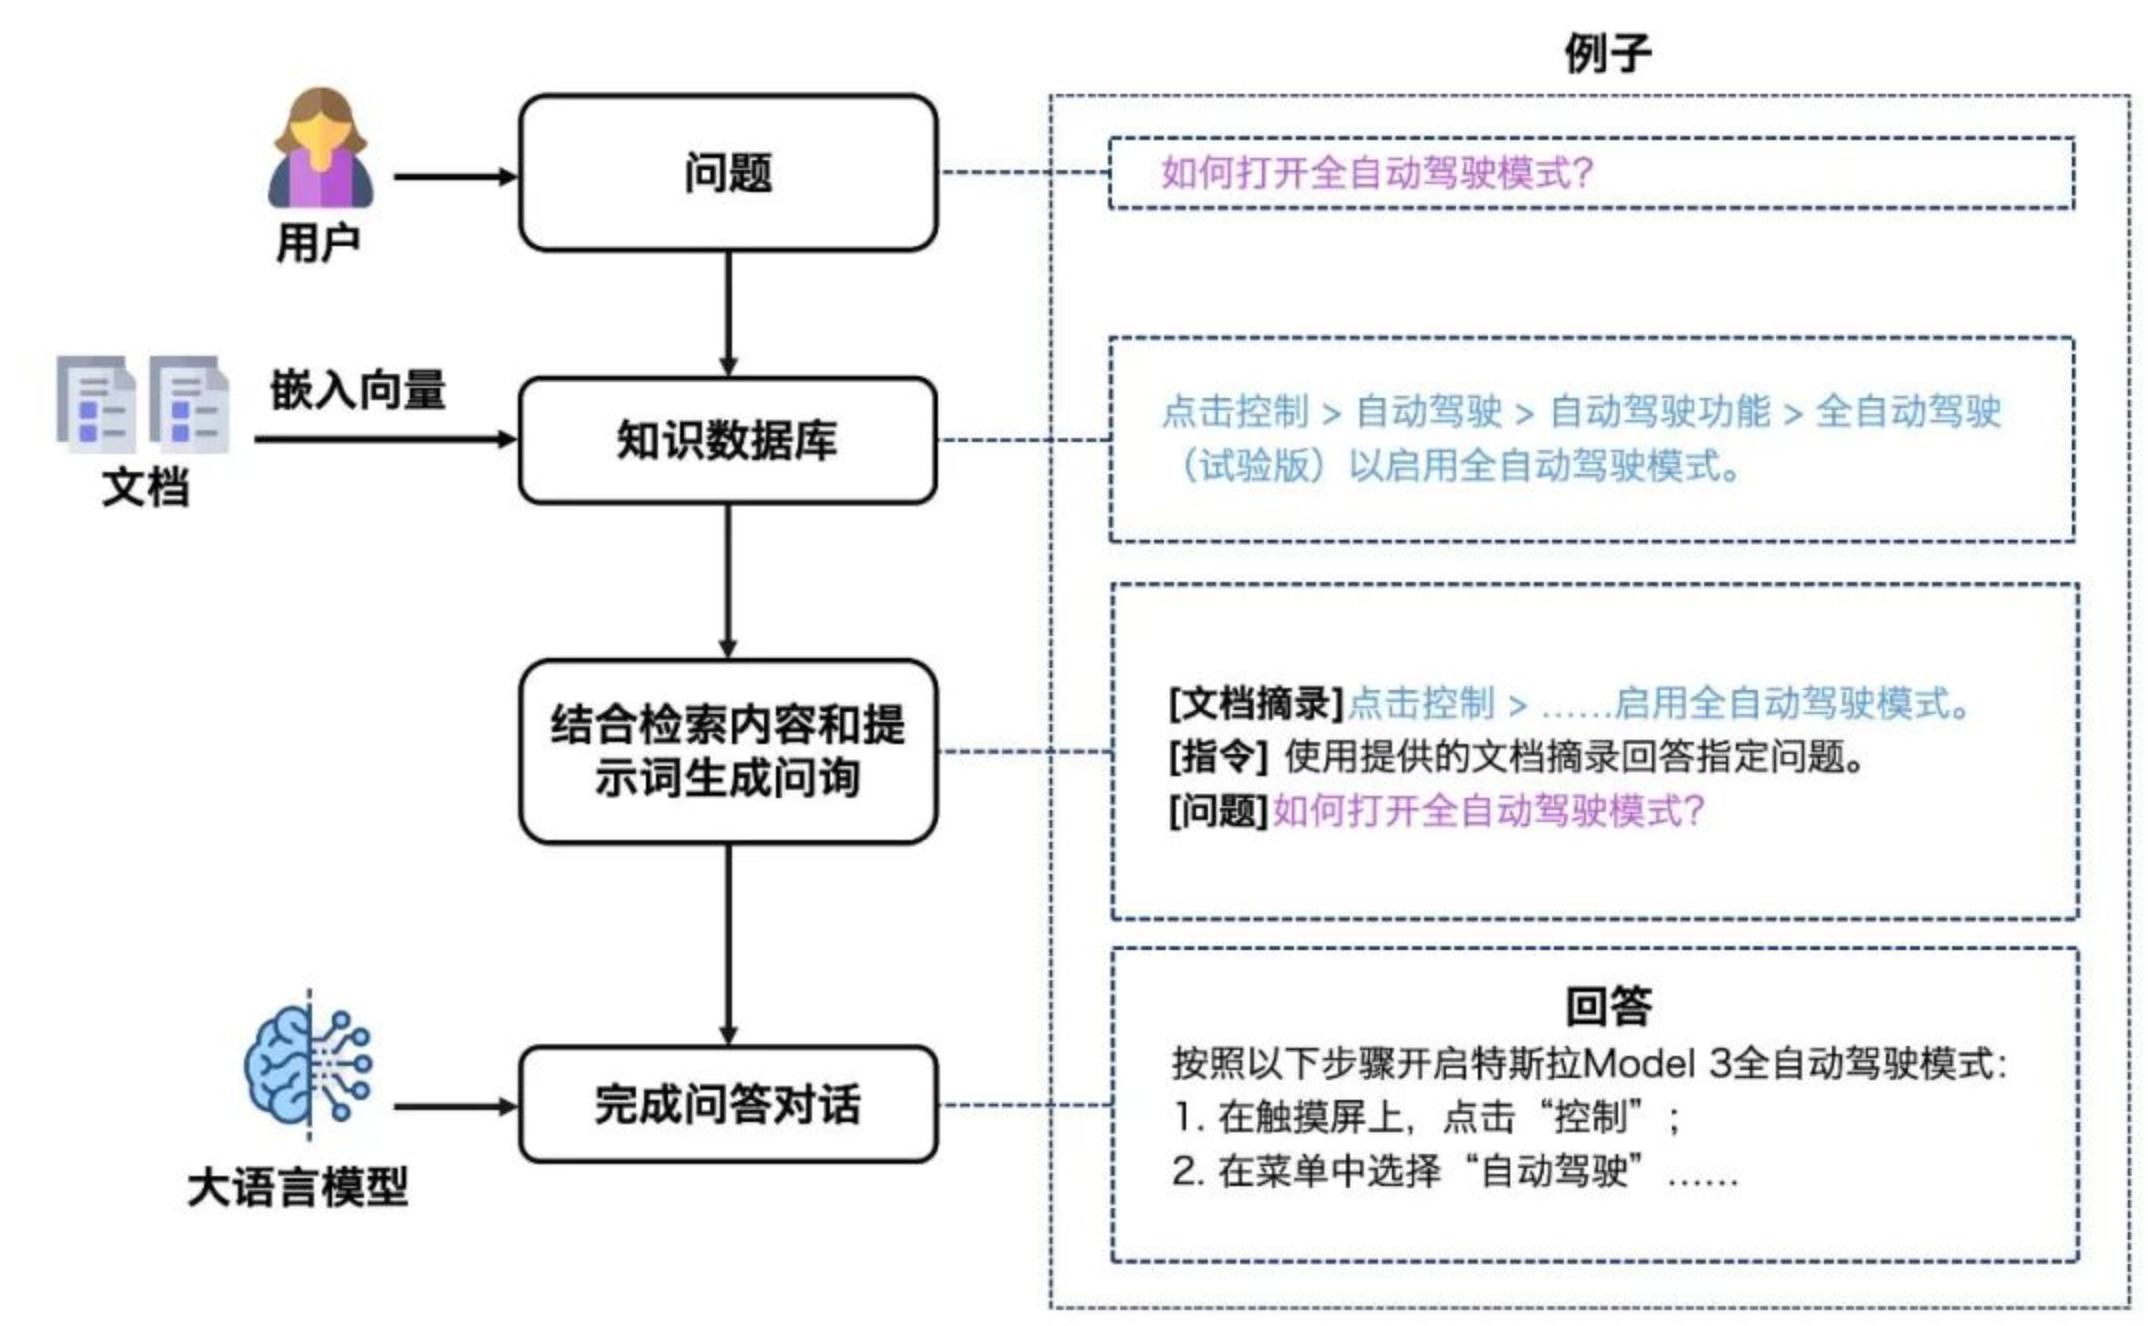 例子
问题
如何打开全自动驾驶模式?
用户
嵌入向量
知识数据库
文档
点击控制 > 自动驾驶 > 自动驾驶功能 > 全自动驾驶
（试验版）以启用全自动驾驶模式。
结合检索内容和提
示词生成问询
[文档摘录]点击控制 > ……启用全自动驾驶模式。
[指令] 使用提供的文档摘录回答指定问题。
[问题]如何打开全自动驾驶模式?
大语言模型
完成问答对话
回答
按照以下步骤开启特斯拉Model 3全自动驾驶模式：
1. 在触摸屏上，点击“控制”；
2. 在菜单中选择“自动驾驶”……